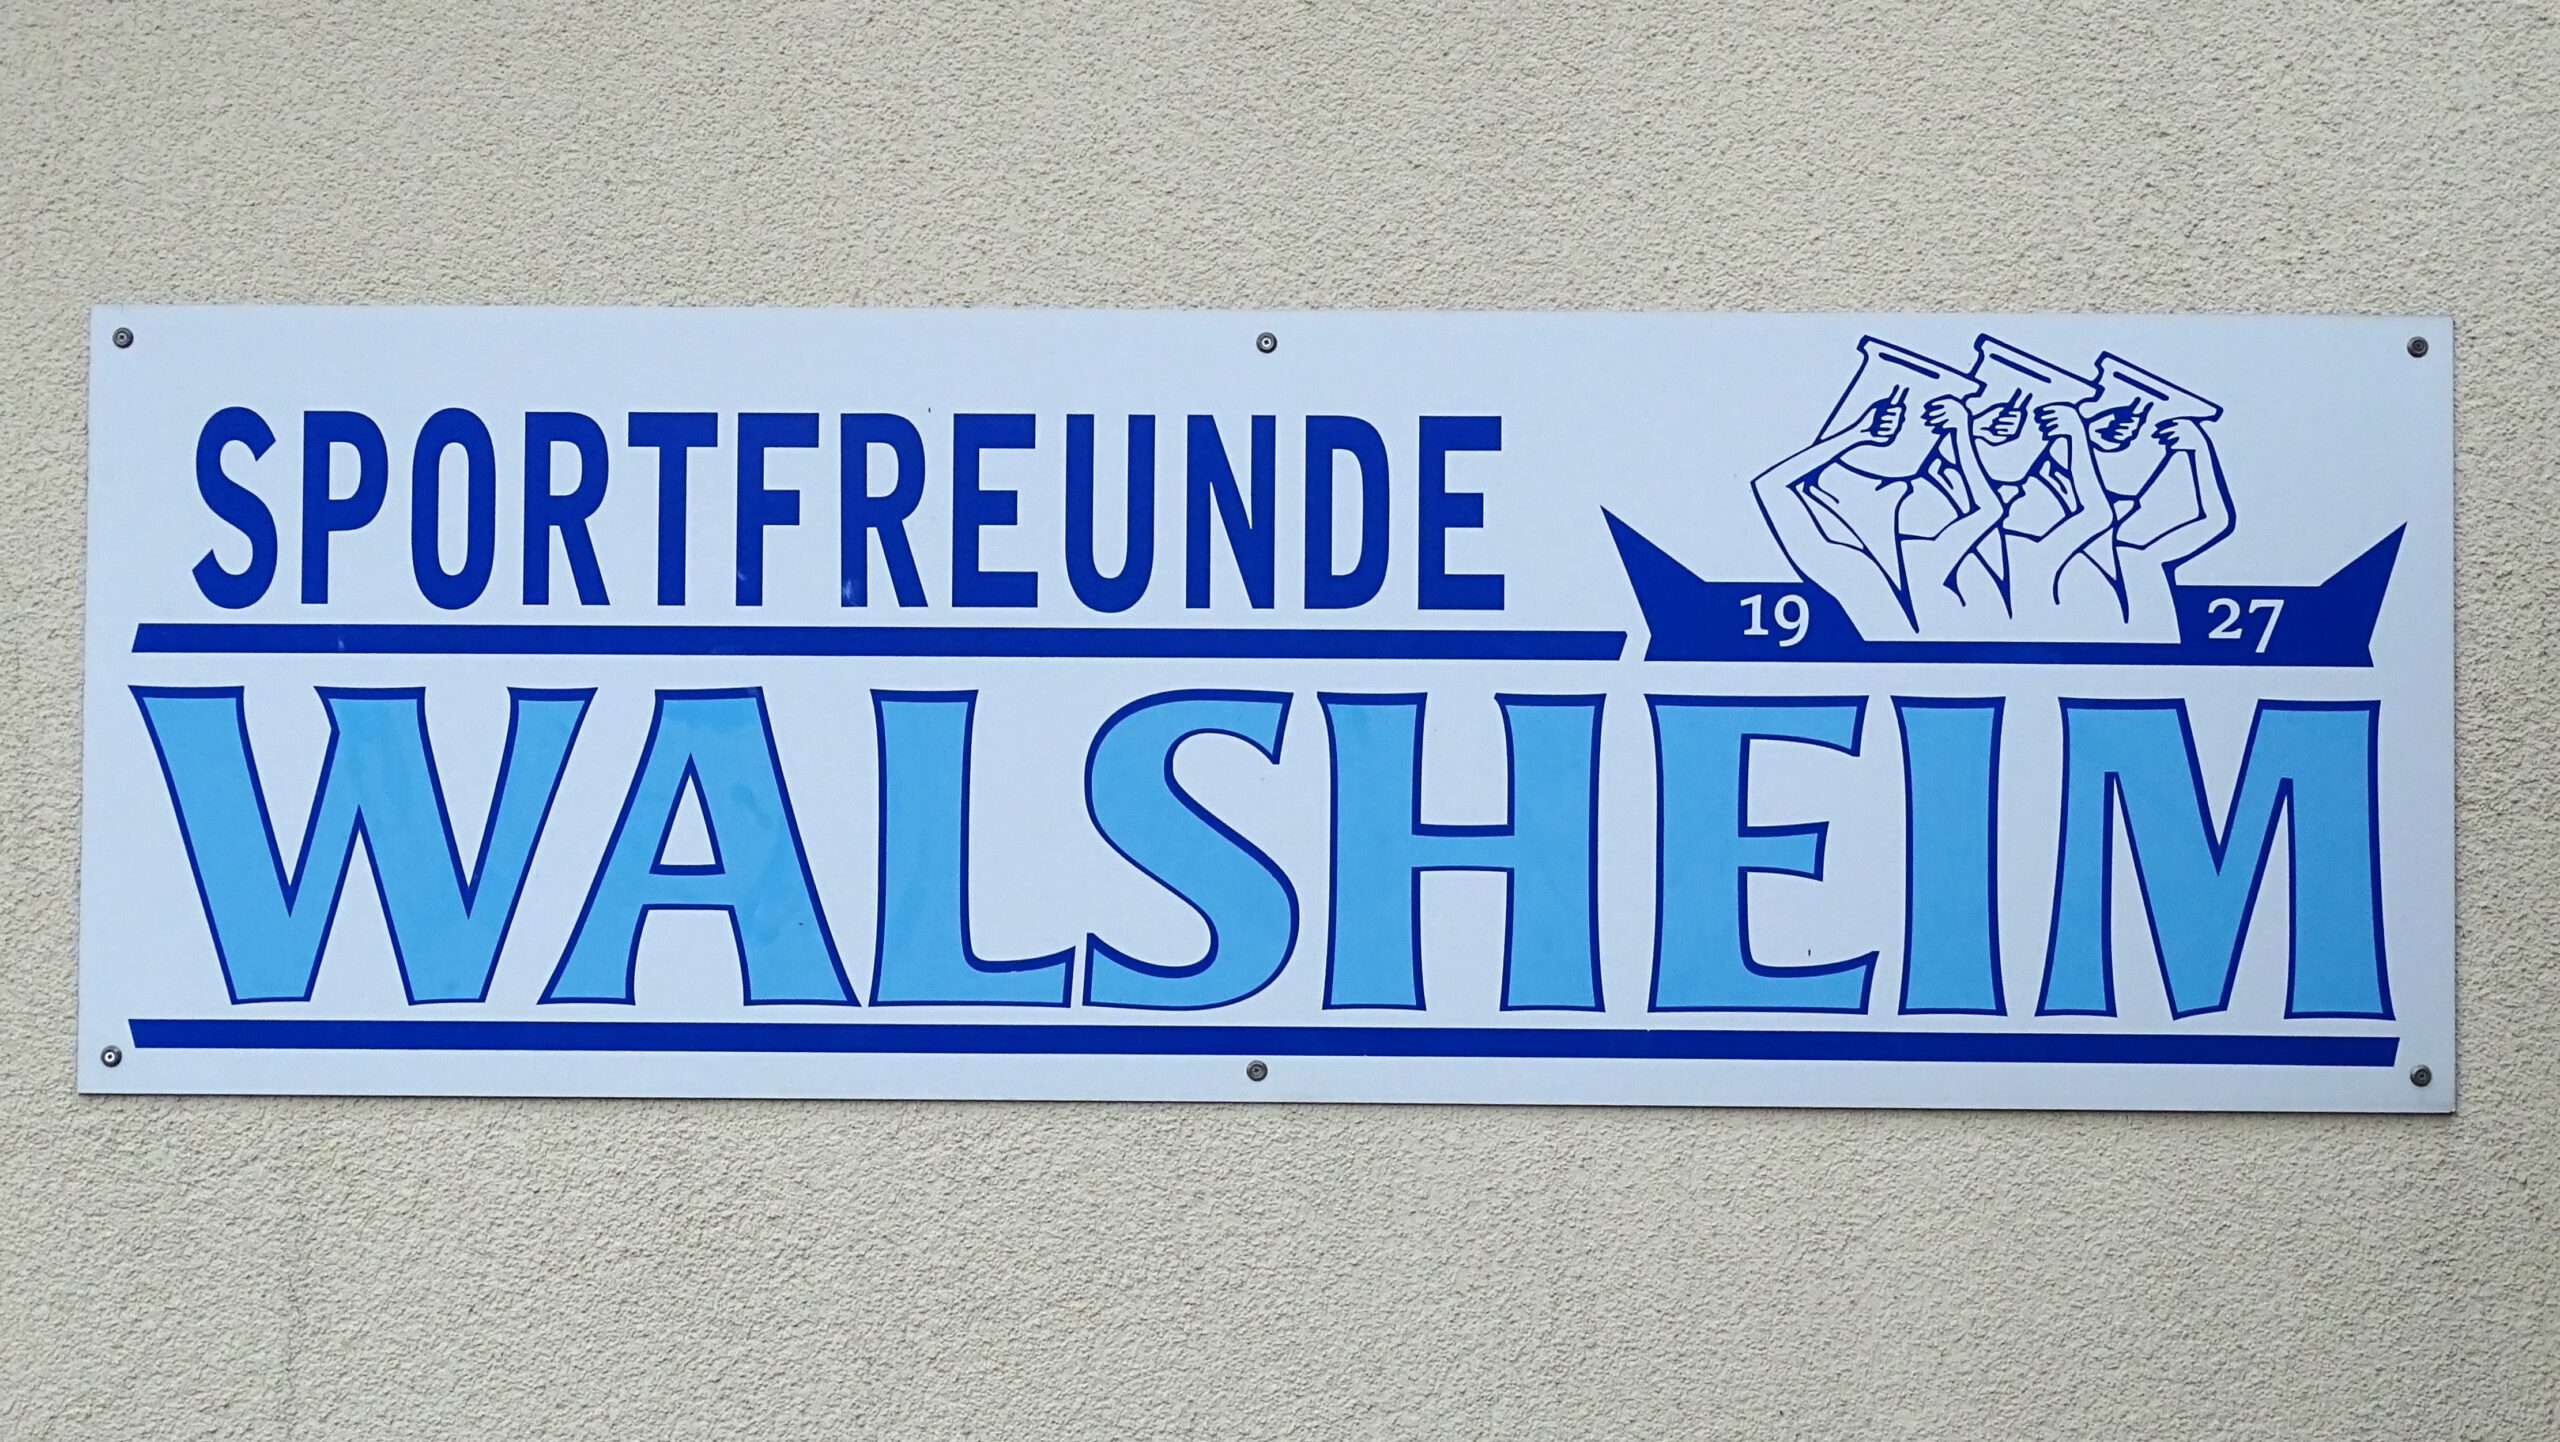 SPORTFREUNDE
19 27
WALSHEIM